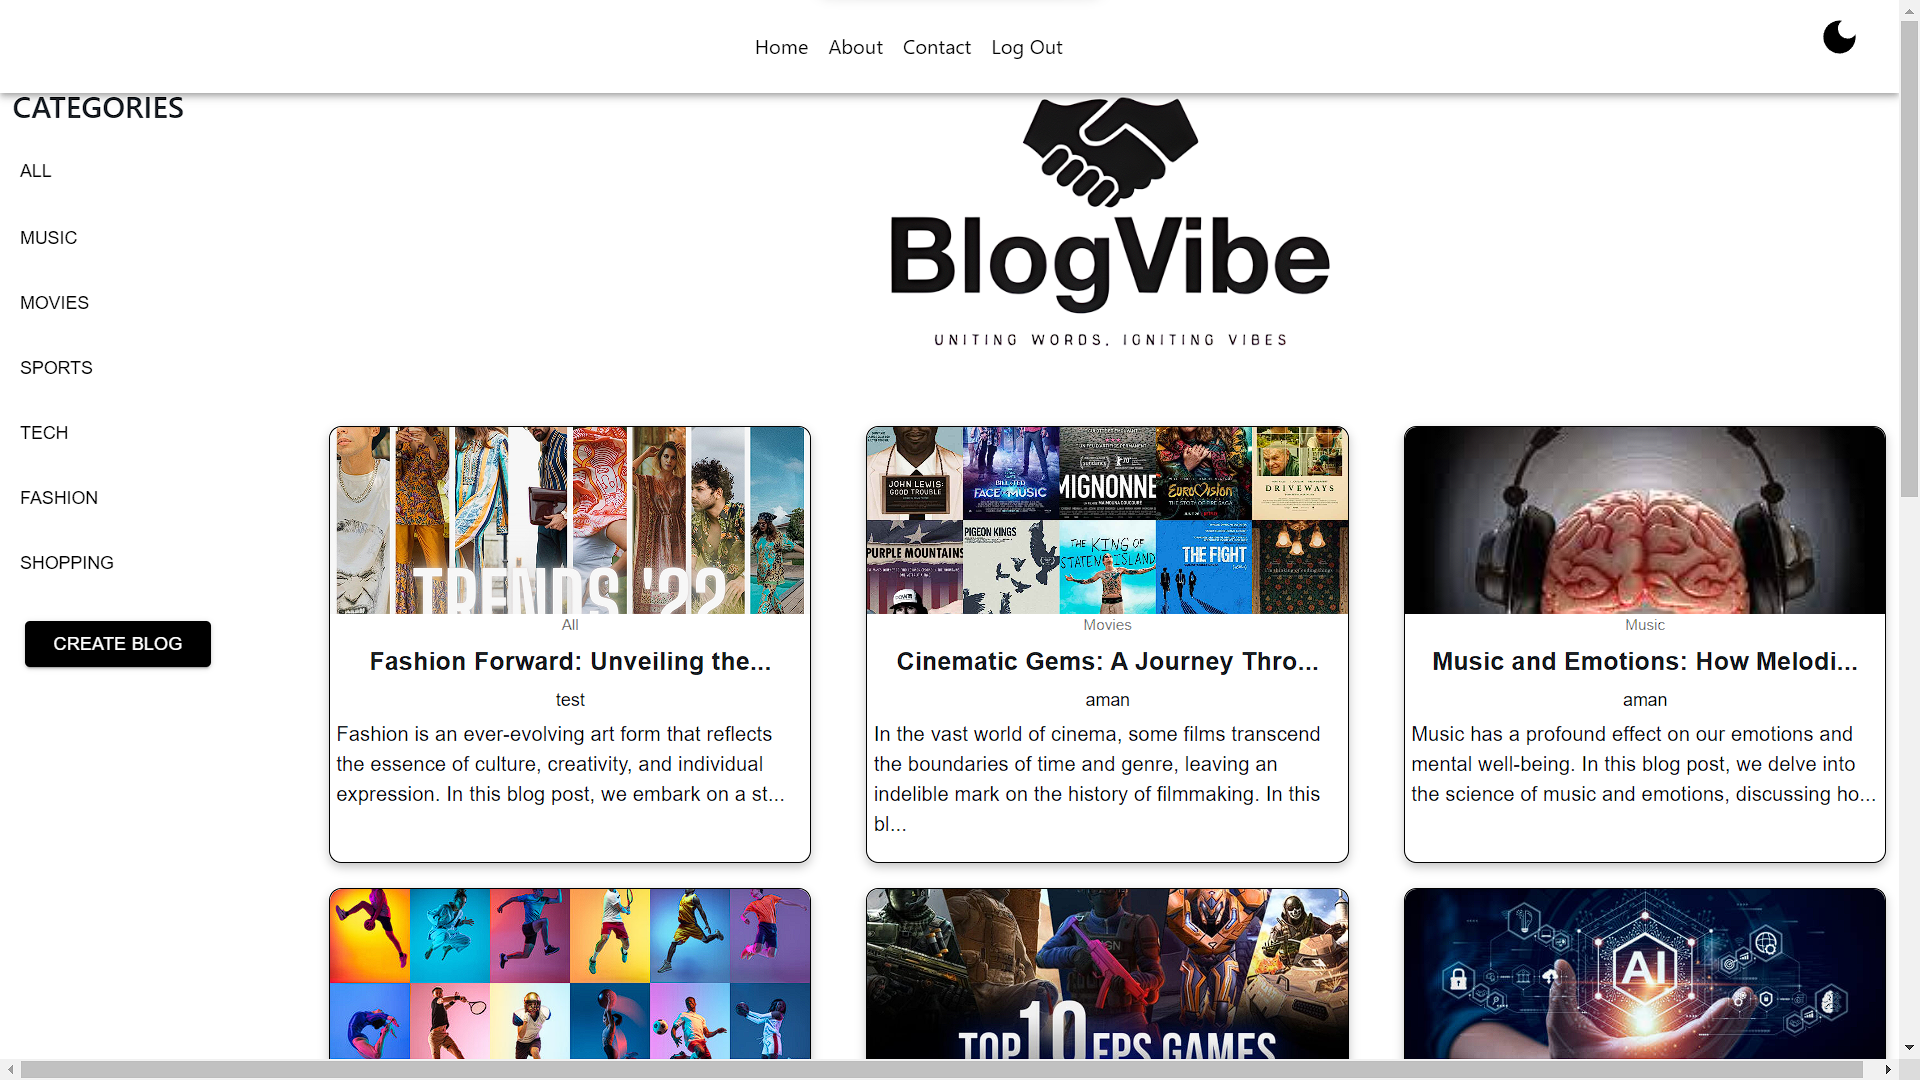 Home About Contact Log Out
CATEGORIES
ALL
MUSIC
MOVIES
SPORTS
TECH
FASHION
SHOPPING
CREATE BLOG
BlogVibe
UNITING WORDS, IGNITING VIBES
TRENDS '22
All
Fashion Forward: Unveiling the...
test
Fashion is an ever-evolving art form that reflects
the essence of culture, creativity, and individual
expression. In this blog post, we embark on a st...
JOHN LEWIS:
GOOD TROUBLE
BILL & TED
FACE THE MUSIC
MIGNONNES
EUROVISION
DRIVEWAYS
PURPLE MOUNTAINS
PIGEON KINGS
THE KING OF
STATEN ISLAND
THE FIGHT
Movies
Cinematic Gems: A Journey Thro...
aman
In the vast world of cinema, some films transcend
the boundaries of time and genre, leaving an
indelible mark on the history of filmmaking. In this
bl...
Music
Music and Emotions: How Melodi...
aman
Music has a profound effect on our emotions and
mental well-being. In this blog post, we delve into
the science of music and emotions, discussing ho...
TOP 10 FPS GAMES
AI